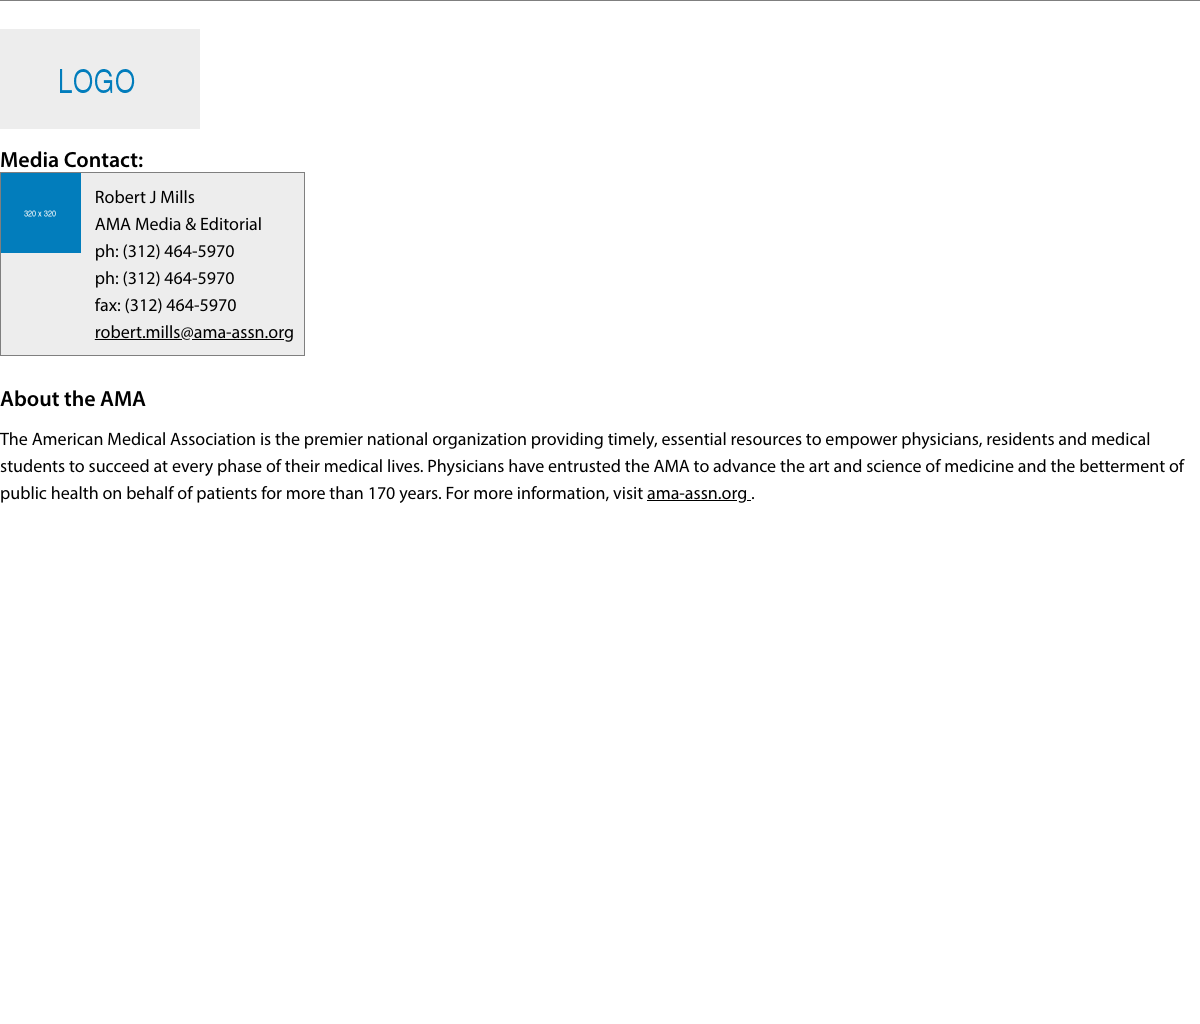 LOGO
Media Contact:
320 x 320
Robert J Mills
AMA Media & Editorial
ph: (312) 464-5970
ph: (312) 464-5970
fax: (312) 464-5970
robert.mills@ama-assn.org
About the AMA
The American Medical Association is the premier national organization providing timely, essential resources to empower physicians, residents and medical
students to succeed at every phase of their medical lives. Physicians have entrusted the AMA to advance the art and science of medicine and the betterment of
public health on behalf of patients for more than 170 years. For more information, visit ama-assn.org .